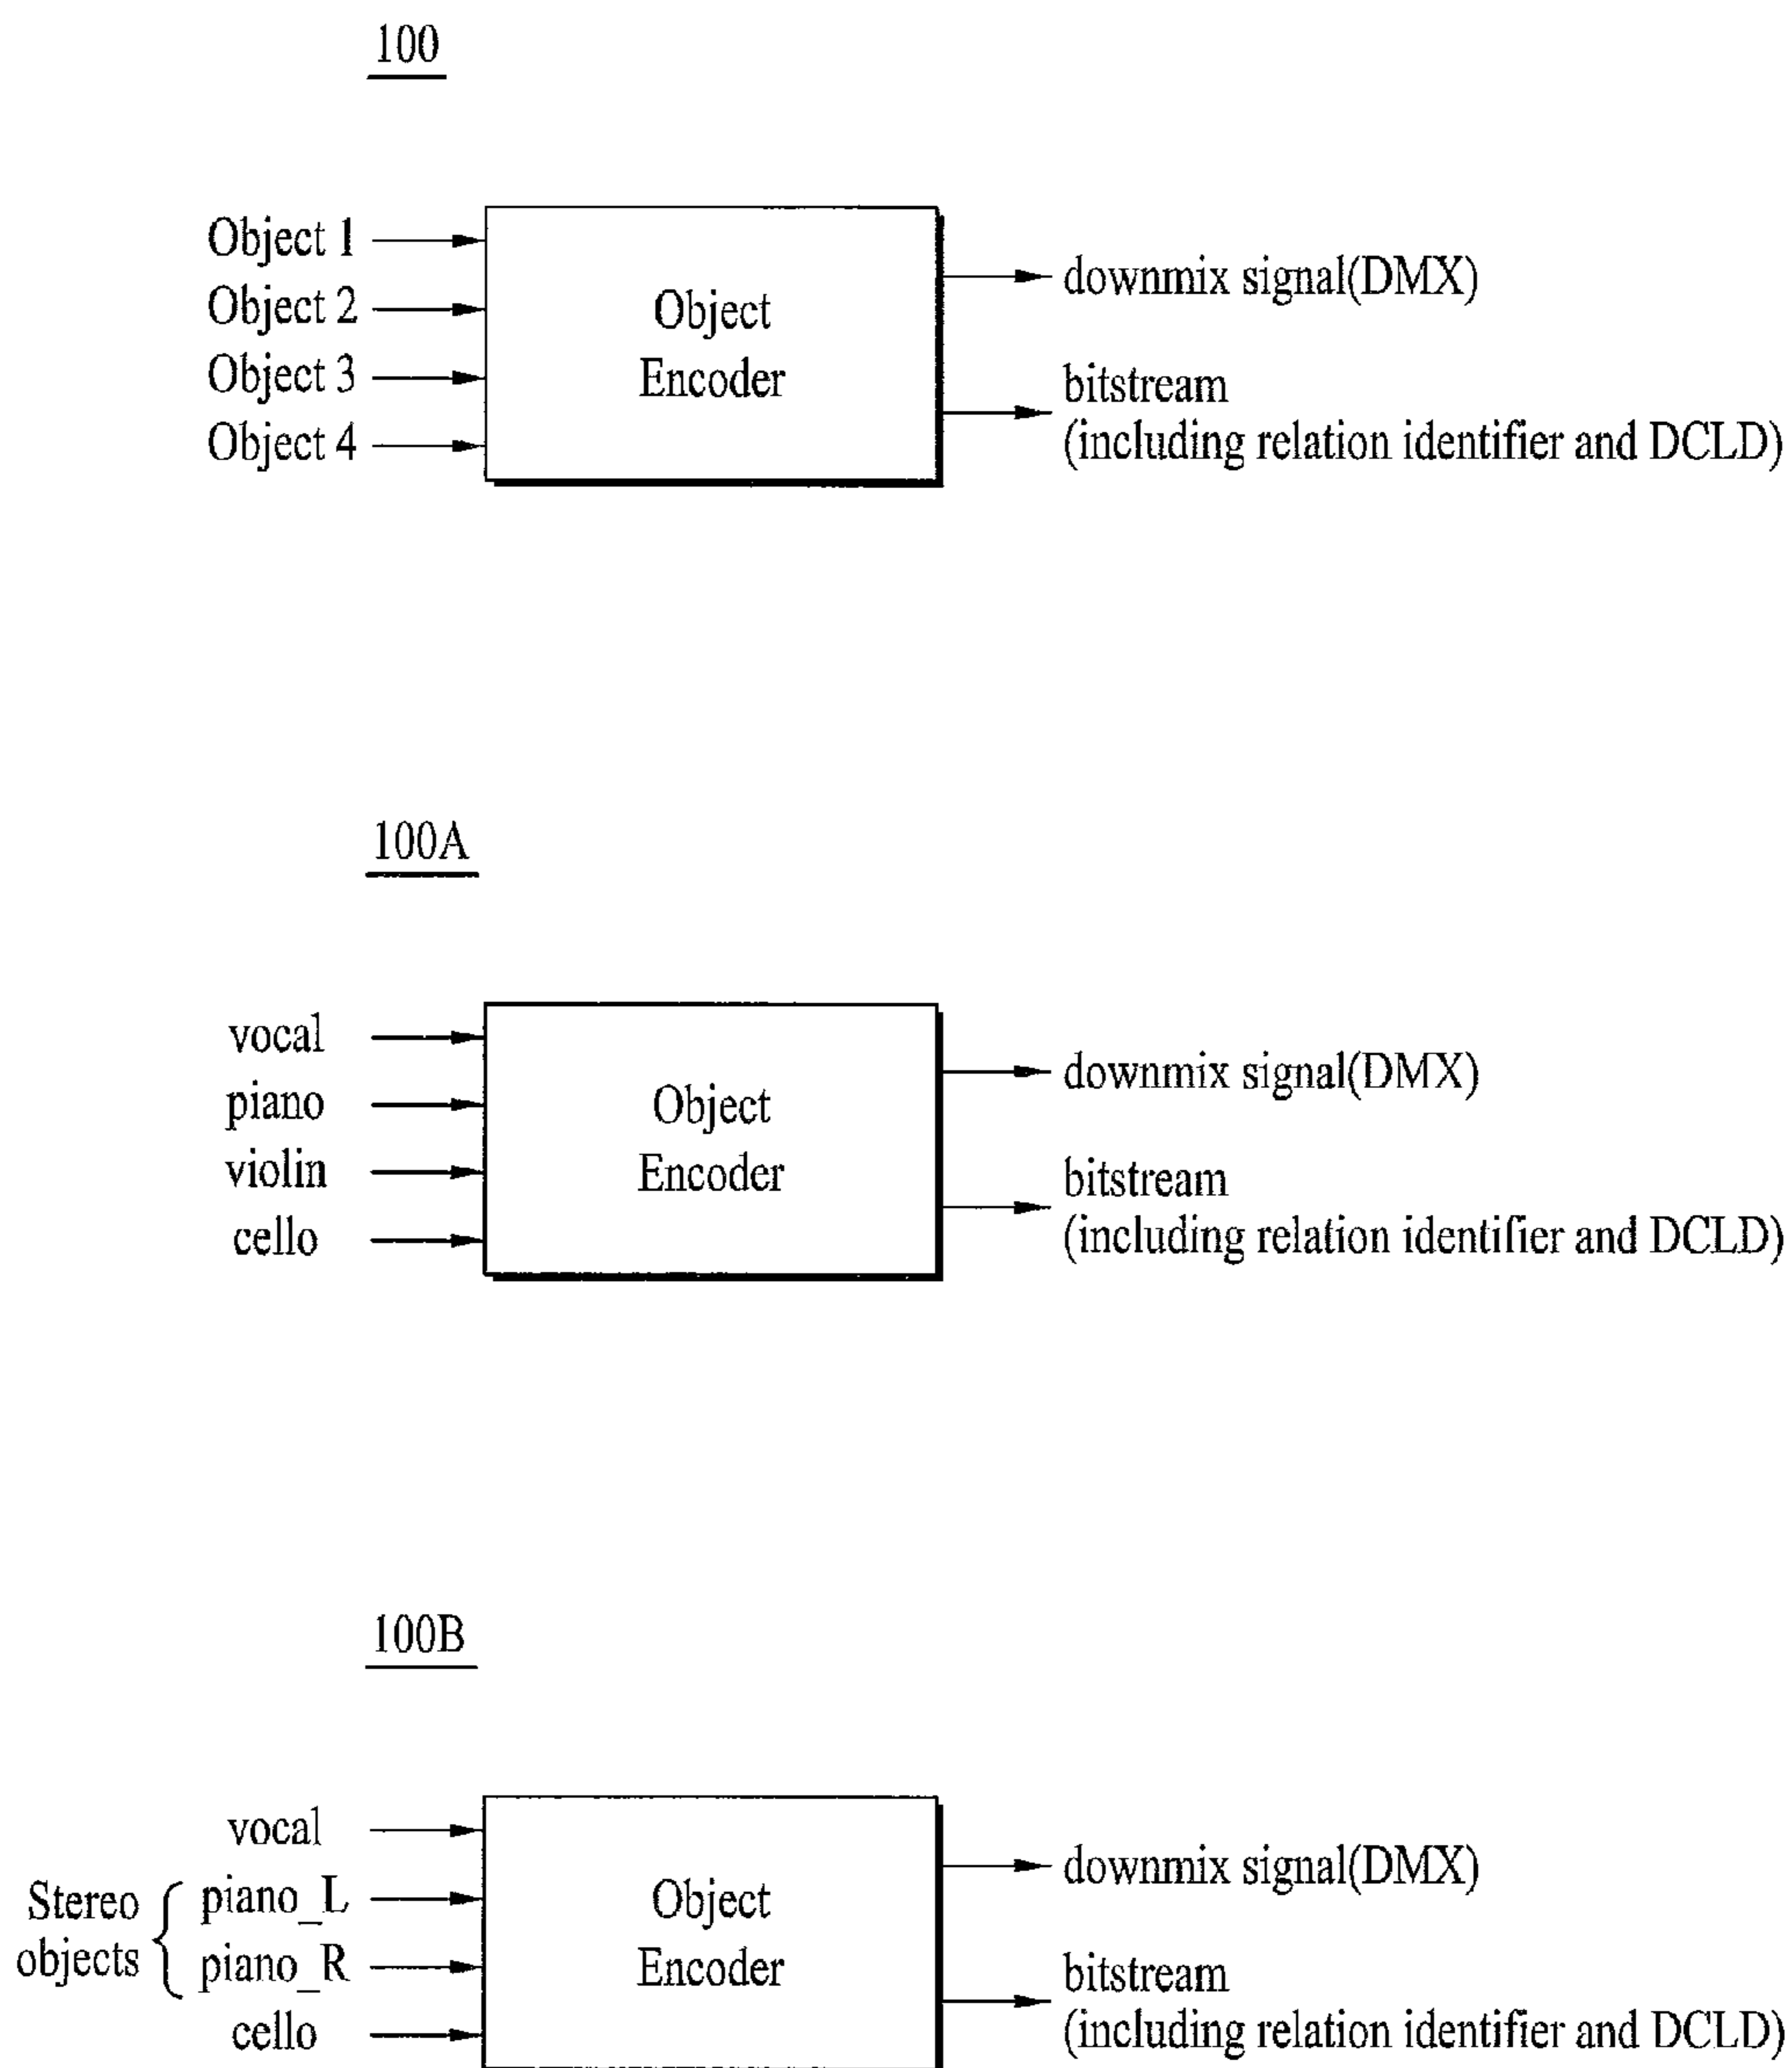 100
Object 1
Object 2
Object 3
Object 4
Object
Encoder
downmix signal(DMX)
bitstream
(including relation identifier and DCLD)
100A
vocal
piano
violin
cello
Object
Encoder
downmix signal(DMX)
bitstream
(including relation identifier and DCLD)
100B
Stereo
objects
vocal
piano_L
piano_R
cello
Object
Encoder
downmix signal(DMX)
bitstream
(including relation identifier and DCLD)